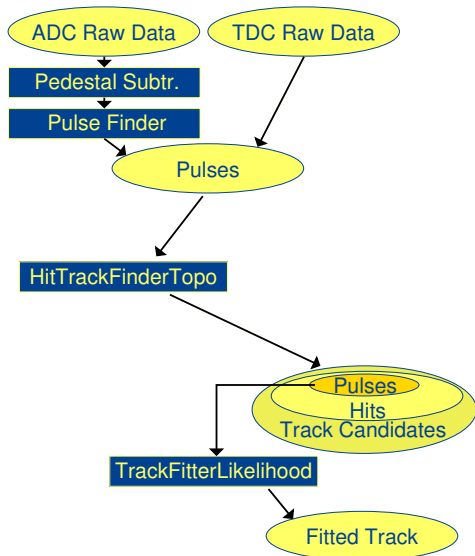 ADC Raw Data
TDC Raw Data
Pedestal Subtr.
Pulse Finder
Pulses
HitTrackFinderTopo
Pulses
Hits
Track Candidates
TrackFitterLikelihood
Fitted Track